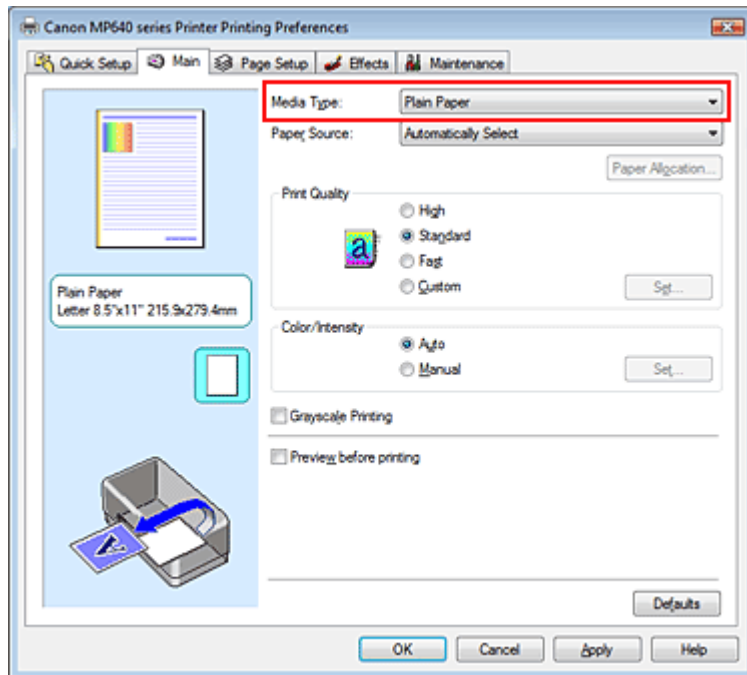 Canon MP640 series Printer Printing Preferences
Quick Setup Main Page Setup Effects Maintenance
Media Type: Plain Paper
Paper Source: Automatically Select
Paper Allocation...
Print Quality
High
a Standard
Fast
Custom Set...
Plain Paper
Letter 8.5"x11" 215.9x279.4mm
Color/Intensity
Auto
Manual Set...
Grayscale Printing
Preview before printing
Defaults
OK Cancel Apply Help